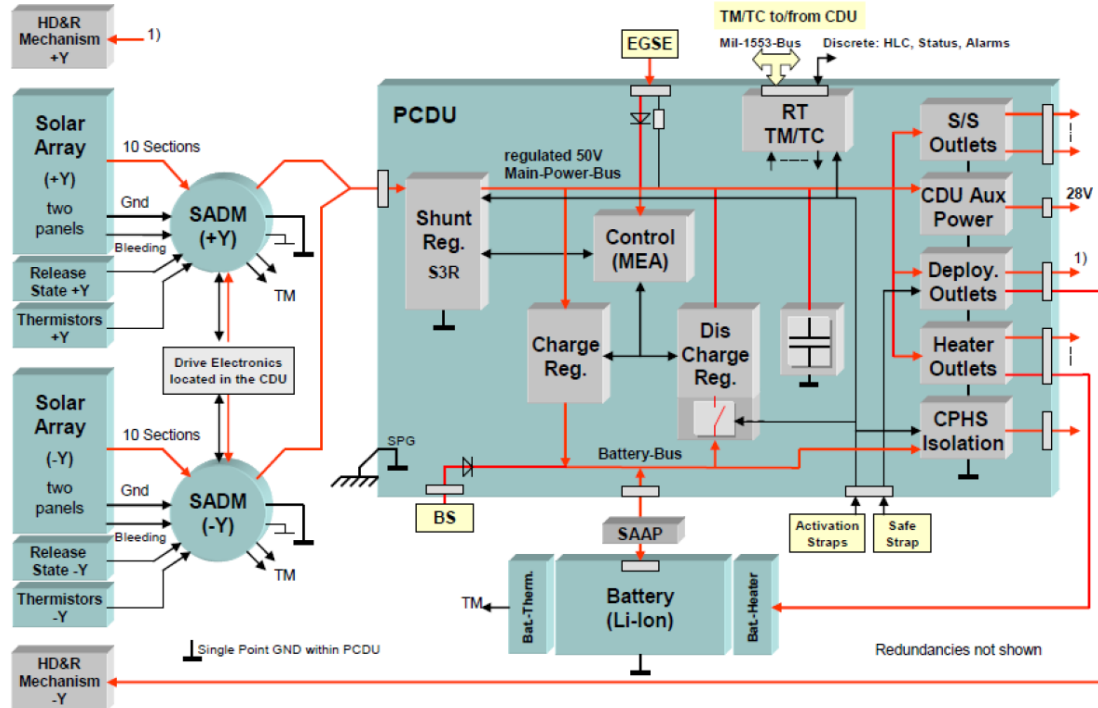 HD&R
Mechanism
+Y
1)
Solar
Array
(+Y)
two
panels
10 Sections
Gnd
Bleeding
SADM
(+Y)
TM
Release
State +Y
Thermistors
+Y
Drive Electronics
located in the CDU
Solar
Array
(-Y)
two
panels
10 Sections
Gnd
Bleeding
SADM
(-Y)
TM
Release
State -Y
Thermistors
-Y
HD&R
Mechanism
-Y
Single Point GND within PCDU
TM/TC to/from CDU
Mil-1553-Bus
Discrete: HLC, Status, Alarms
EGSE
PCDU
RT
TM/TC
regulated 50V
Main-Power-Bus
Shunt
Reg.
S3R
Control
(MEA)
Charge
Reg.
Dis
Charge
Reg.
S/S
Outlets
CDU Aux
Power
28V
Deploy.
Outlets
1)
Heater
Outlets
CPHS
Isolation
SPG
Battery-Bus
BS
SAAP
Activation
Straps
Safe
Strap
TM
Bat.-Therm.
Battery
(Li-Ion)
Bat.-Heater
Redundancies not shown